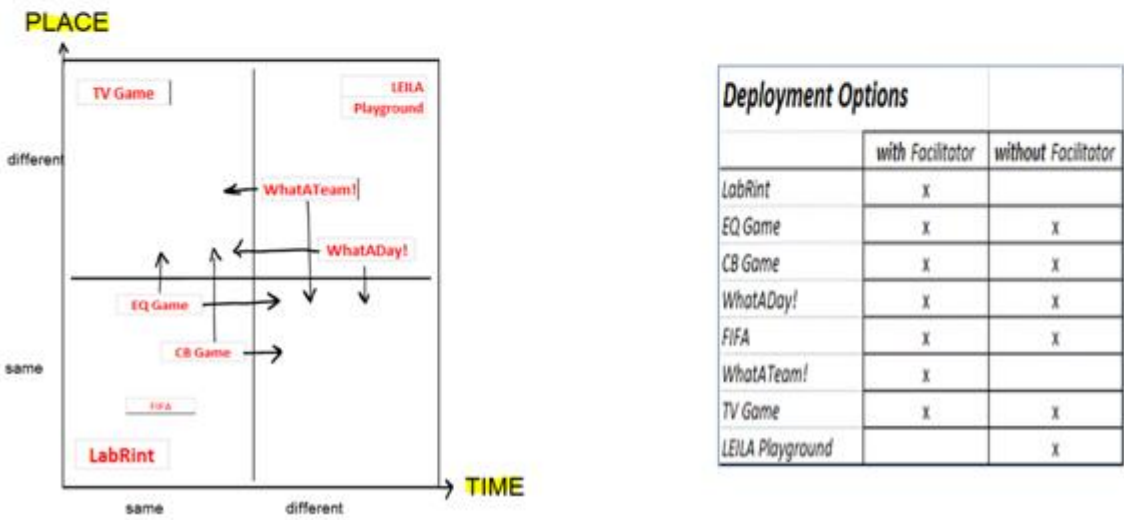 PLACE
TV Game
LEILA
Playground
different
WhatATeam!
WhatADay!
EQ Game
CB Game
same
FIFA
LabRint
TIME
same different
Deployment Options
with Facilitator without Facilitator
LabRint x
EQ Game x x
CB Game x x
WhatADay! x x
FIFA x x
WhatATeam! x
TV Game x x
LEILA Playground x